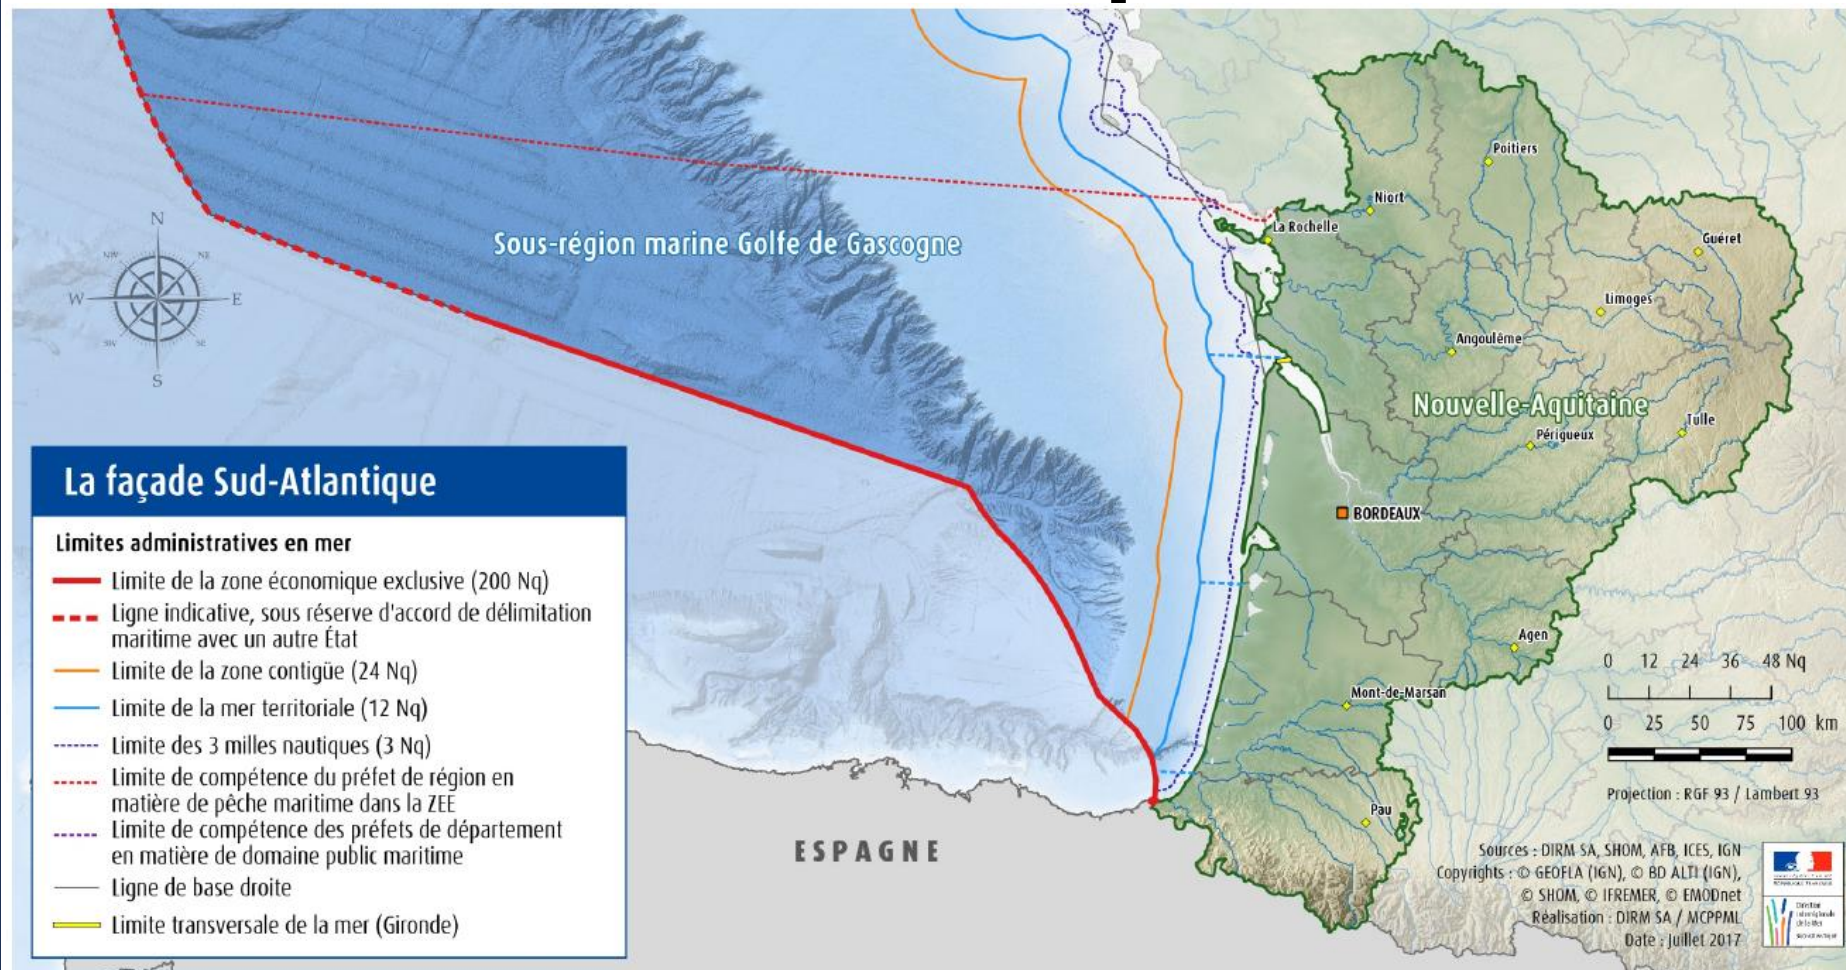 Sous-région marine Golfe de Gascogne
N
NW
NE
W
E
SW
SE
S
Poitiers
Niort
La Rochelle
Guéret
Limoges
Angoulême
Nouvelle-Aquitaine
Tulle
Périgueux
BORDEAUX
Agen
Mont-de-Marsan
Pau
ESPAGNE
La façade Sud-Atlantique
Limites administratives en mer
Limite de la zone économique exclusive (200 Nq)
Ligne indicative, sous réserve d'accord de délimitation
maritime avec un autre État
Limite de la zone contigüe (24 Nq)
Limite de la mer territoriale (12 Nq)
Limite des 3 milles nautiques (3 Nq)
Limite de compétence du préfet de région en
matière de pêche maritime dans la ZEE
Limite de compétence des préfets de département
en matière de domaine public maritime
Ligne de base droite
Limite transversale de la mer (Gironde)
0 12 24 36 48 Nq
0 25 50 75 100 km
Projection : RGF 93 / Lambert 93
Sources : DIRM SA, SHOM, AFB, ICES, IGN
Copyrights : © GEOFLA (IGN), © BD ALTI (IGN),
© SHOM, © IFREMER, © EMODnet
Réalisation : DIRM SA / MCPPML
Date : Juillet 2017